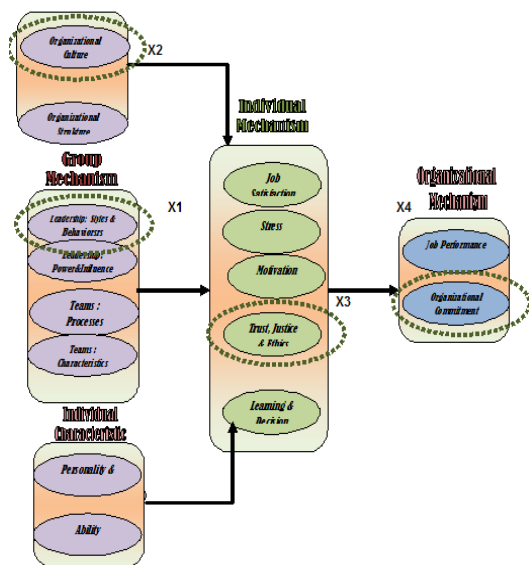 Organizational
Culture
X2
Organizational
Structure
Group
Mechanism
X1
Leadership: Styles &
Behaviorsrs
Leadership:
Power&Influence
Teams :
Processes
Teams :
Characteristics
Individual
Characteristic
Personality &
Ability
Individual
Mechanism
Job
Satisfaction
Stress
Motivation
Trust, Justice
& Ethics
X3
Learning &
Decision
Organizational
Mechanism
X4
Job Performance
Organizational
Commitment